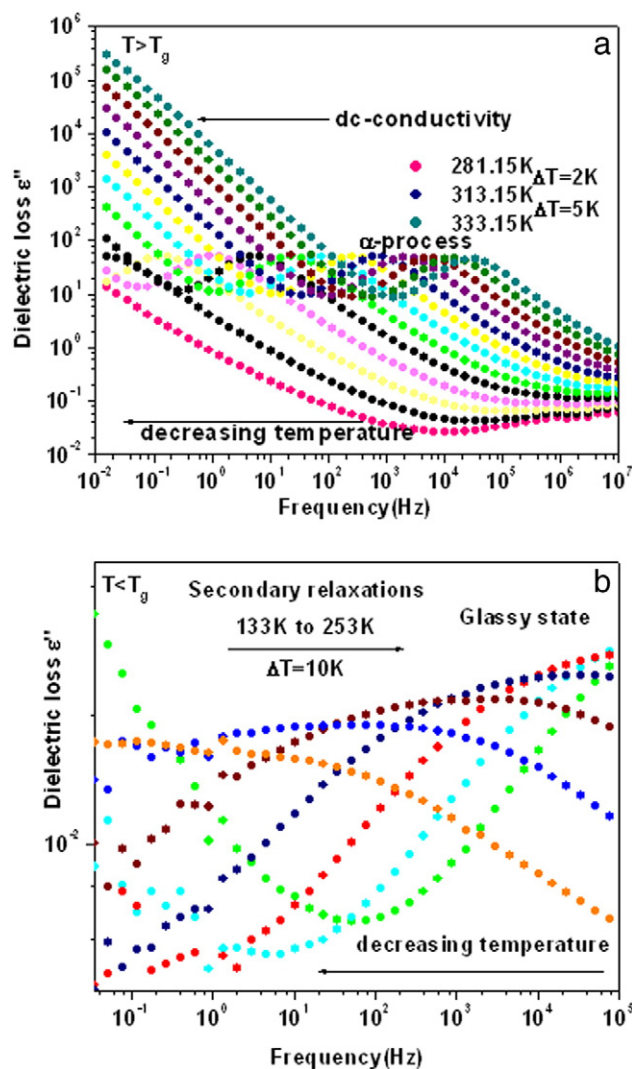 T>Tg
a
dc-conductivity
281.15K
ΔT=2K
313.15K
ΔT=5K
333.15K
α-process
decreasing temperature
Dielectric loss ε"
10^6
10^5
10^4
10^3
10^2
10^1
10^0
10^-1
10^-2
10^-2 10^-1 10^0 10^1 10^2 10^3 10^4 10^5 10^6 10^7
Frequency(Hz)
T<Tg
b
Secondary relaxations
133K to 253K
ΔT=10K
Glassy state
Dielectric loss ε"
10^-2
decreasing temperature
10^-1 10^0 10^1 10^2 10^3 10^4 10^5
Frequency(Hz)